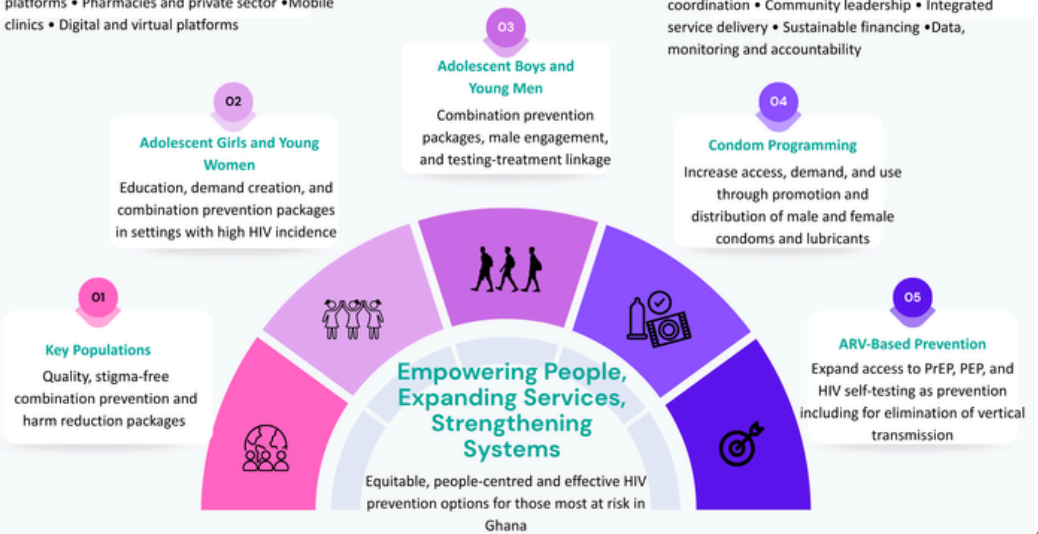 platforms • Pharmacies and private sector •Mobile
clinics • Digital and virtual platforms
coordination • Community leadership • Integrated
service delivery • Sustainable financing •Data,
monitoring and accountability
01
Key Populations
Quality, stigma-free
combination prevention and
harm reduction packages
02
Adolescent Girls and Young
Women
Education, demand creation, and
combination prevention packages
in settings with high HIV incidence
03
Adolescent Boys and
Young Men
Combination prevention
packages, male engagement,
and testing-treatment linkage
04
Condom Programming
Increase access, demand, and use
through promotion and
distribution of male and female
condoms and lubricants
05
ARV-Based Prevention
Expand access to PrEP, PEP, and
HIV self-testing as prevention
including for elimination of vertical
transmission
Empowering People,
Expanding Services,
Strengthening
Systems
Equitable, people-centred and effective HIV
prevention options for those most at risk in
Ghana